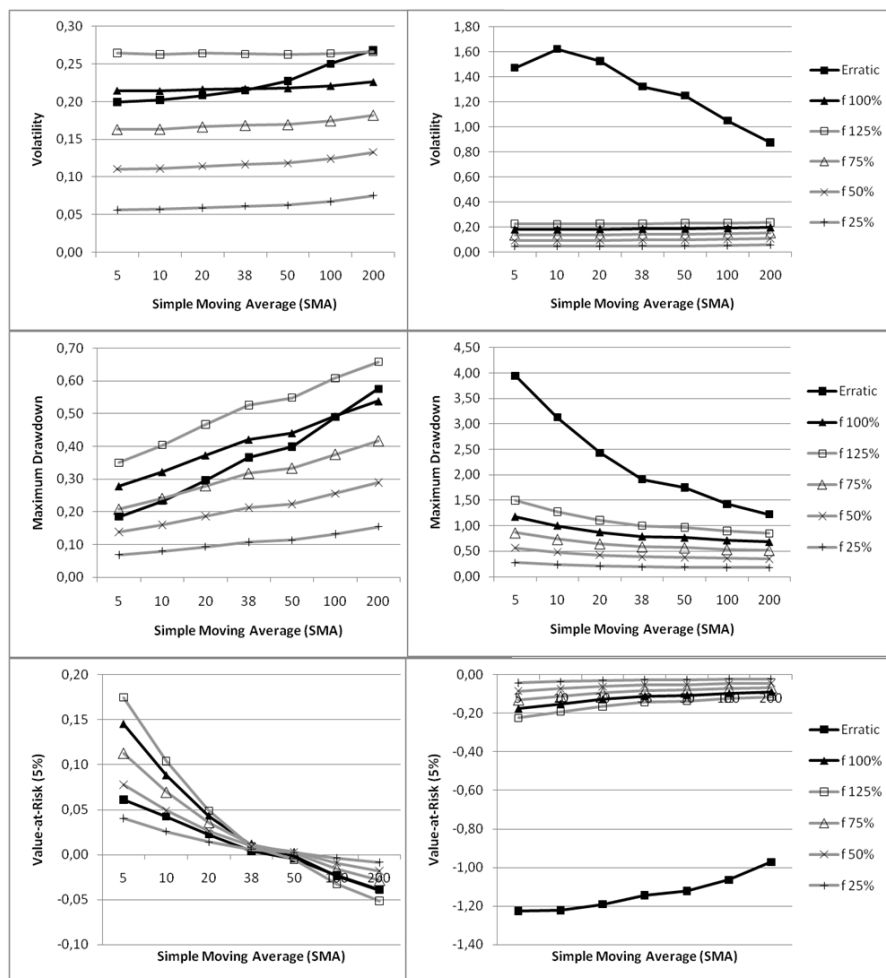 0,30
0,25
0,20
0,15
0,10
0,05
0,00
Volatility
5 10 20 38 50 100 200
Simple Moving Average (SMA)
1,80
1,60
1,40
1,20
1,00
0,80
0,60
0,40
0,20
0,00
Volatility
5 10 20 38 50 100 200
Simple Moving Average (SMA)
Erratic
f 100%
f 125%
f 75%
f 50%
f 25%
0,70
0,60
0,50
0,40
0,30
0,20
0,10
0,00
Maximum Drawdown
5 10 20 38 50 100 200
Simple Moving Average (SMA)
4,50
4,00
3,50
3,00
2,50
2,00
1,50
1,00
0,50
0,00
Maximum Drawdown
5 10 20 38 50 100 200
Simple Moving Average (SMA)
Erratic
f 100%
f 125%
f 75%
f 50%
f 25%
0,20
0,15
0,10
0,05
0,00
-0,05
-0,10
Value-at-Risk (5%)
5 10 20 38 50 100 200
Simple Moving Average (SMA)
0,00
-0,20
-0,40
-0,60
-0,80
-1,00
-1,20
-1,40
Value-at-Risk (5%)
200
Simple Moving Average (SMA)
Erratic
f 100%
f 125%
f 75%
f 50%
f 25%